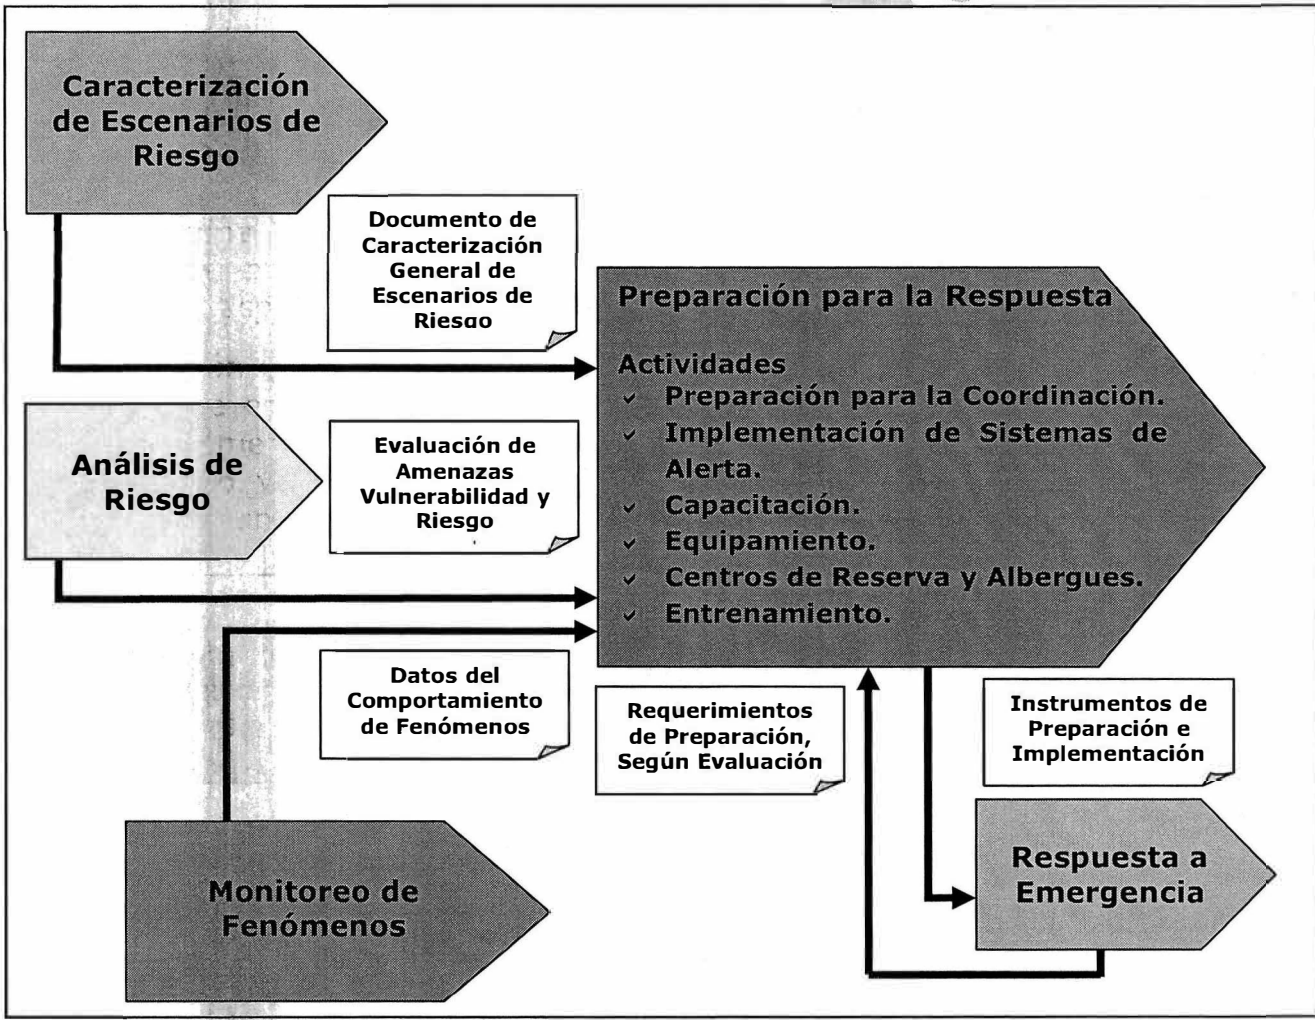 Caracterización
de Escenarios de
Riesgo
Documento de
Caracterización
General de
Escenarios de
Riesgo
Preparación para la Respuesta
Actividades
✓ Preparación para la Coordinación.
✓ Implementación de Sistemas de
Alerta.
✓ Capacitación.
✓ Equipamiento.
✓ Centros de Reserva y Albergues.
✓ Entrenamiento.
Análisis de
Riesgo
Evaluación de
Amenazas
Vulnerabilidad y
Riesgo
Datos del
Comportamiento
de Fenómenos
Requerimientos
de Preparación,
Según Evaluación
Instrumentos de
Preparación e
Implementación
Monitoreo de
Fenómenos
Respuesta a
Emergencia